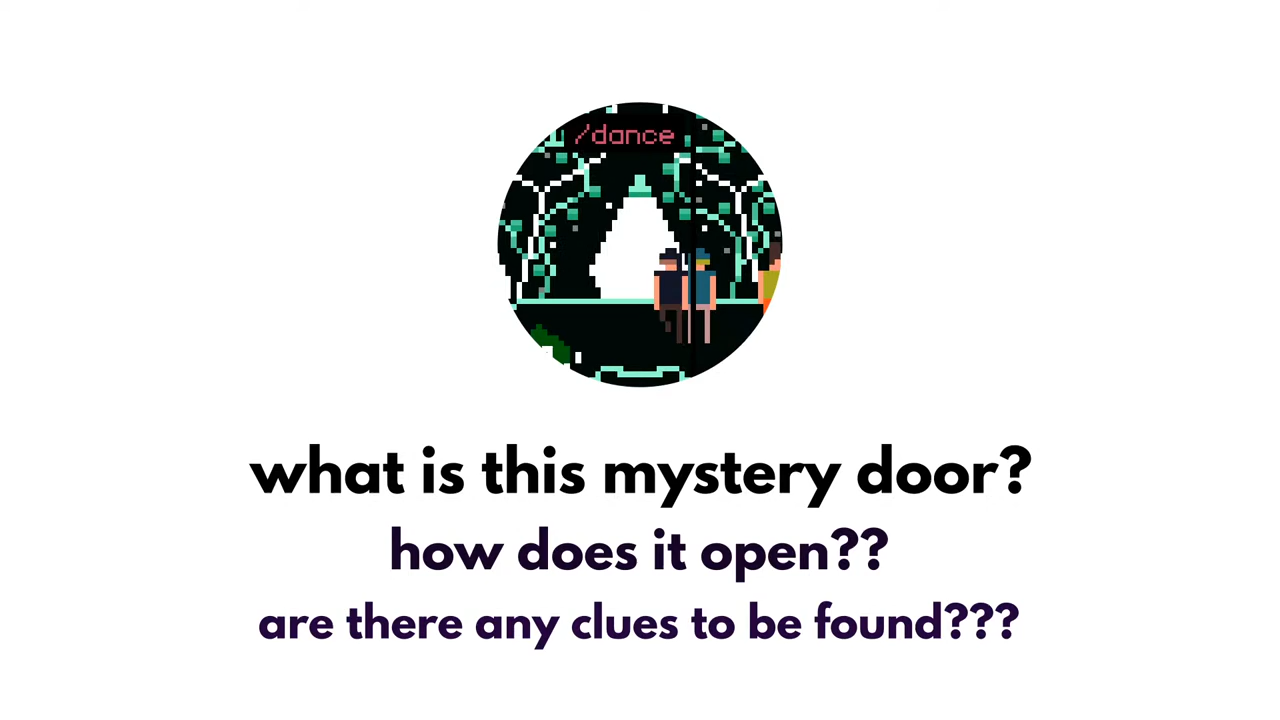 /dance
what is this mystery door?
how does it open??
are there any clues to be found???